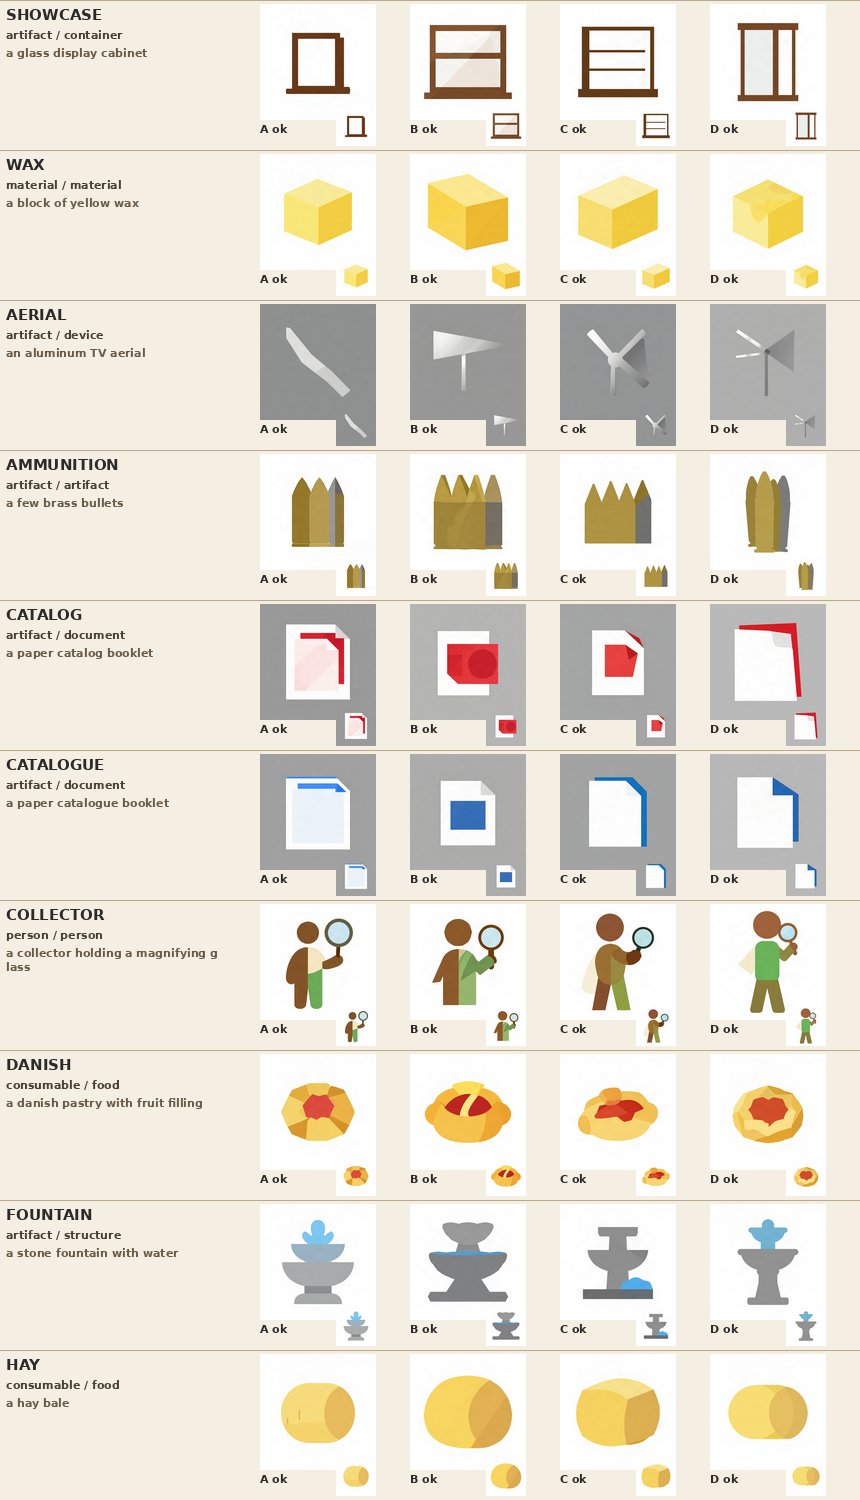 SHOWCASE
artifact / container
a glass display cabinet
A ok
B ok
C ok
D ok
WAX
material / material
a block of yellow wax
A ok
B ok
C ok
D ok
AERIAL
artifact / device
an aluminum TV aerial
A ok
B ok
C ok
D ok
AMMUNITION
artifact / artifact
a few brass bullets
A ok
B ok
C ok
D ok
CATALOG
artifact / document
a paper catalog booklet
A ok
B ok
C ok
D ok
CATALOGUE
artifact / document
a paper catalogue booklet
A ok
B ok
C ok
D ok
COLLECTOR
person / person
a collector holding a magnifying g
lass
A ok
B ok
C ok
D ok
DANISH
consumable / food
a danish pastry with fruit filling
A ok
B ok
C ok
D ok
FOUNTAIN
artifact / structure
a stone fountain with water
A ok
B ok
C ok
D ok
HAY
consumable / food
a hay bale
A ok
B ok
C ok
D ok